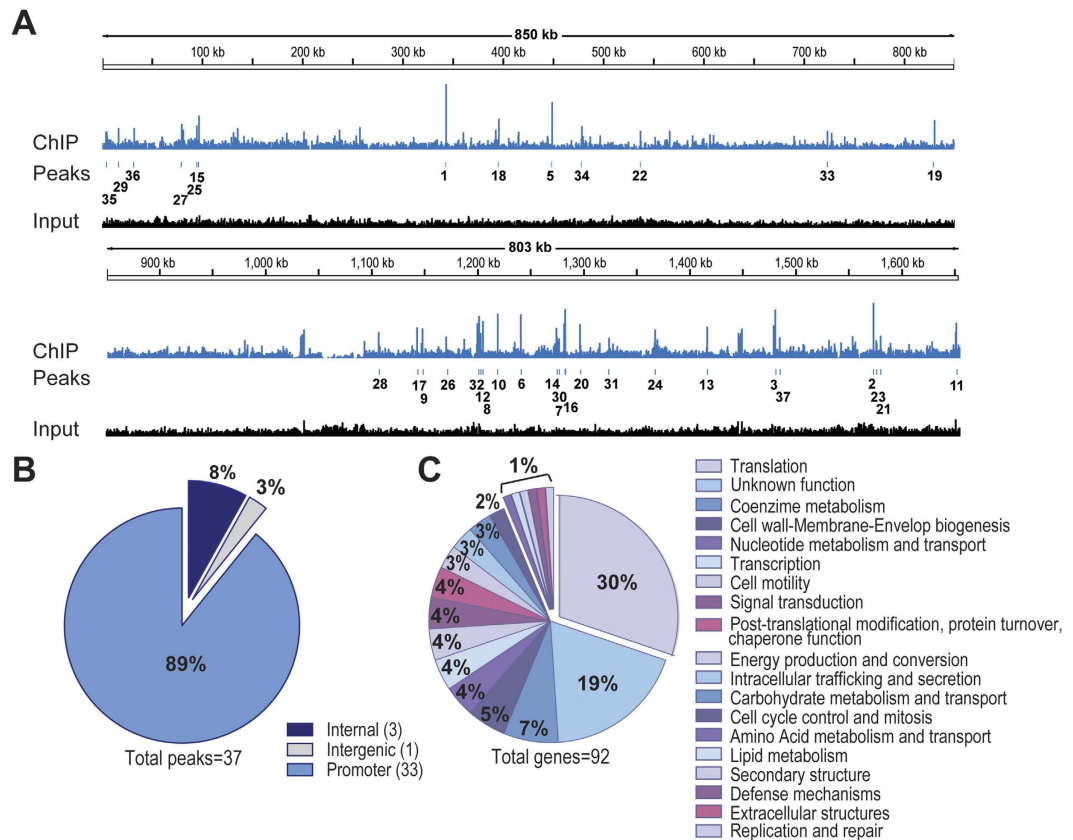 A
850 kb
100 kb 200 kb 300 kb 400 kb 500 kb 600 kb 700 kb 800 kb
ChIP
Peaks
36 15 1 18 5 34 22 33 19
29 25
35 27
Input
803 kb
900 kb 1,000 kb 1,100 kb 1,200 kb 1,300 kb 1,400 kb 1,500 kb 1,600 kb
ChIP
Peaks
28 17 26 32 10 6 14 20 31 24 13 3 2 11
9 12 30 37 23
8 7 16 21
Input
B
8%
3%
89%
Total peaks=37
Internal (3)
Intergenic (1)
Promoter (33)
C
1%
2%
3%
3%
3%
4%
4%
4%
4%
4%
5%
7%
19%
30%
Total genes=92
Translation
Unknown function
Coenzyme metabolism
Cell wall-Membrane-Envelop biogenesis
Nucleotide metabolism and transport
Transcription
Cell motility
Signal transduction
Post-translational modification, protein turnover,
chaperone function
Energy production and conversion
Intracellular trafficking and secretion
Carbohydrate metabolism and transport
Cell cycle control and mitosis
Amino Acid metabolism and transport
Lipid metabolism
Secondary structure
Defense mechanisms
Extracellular structures
Replication and repair